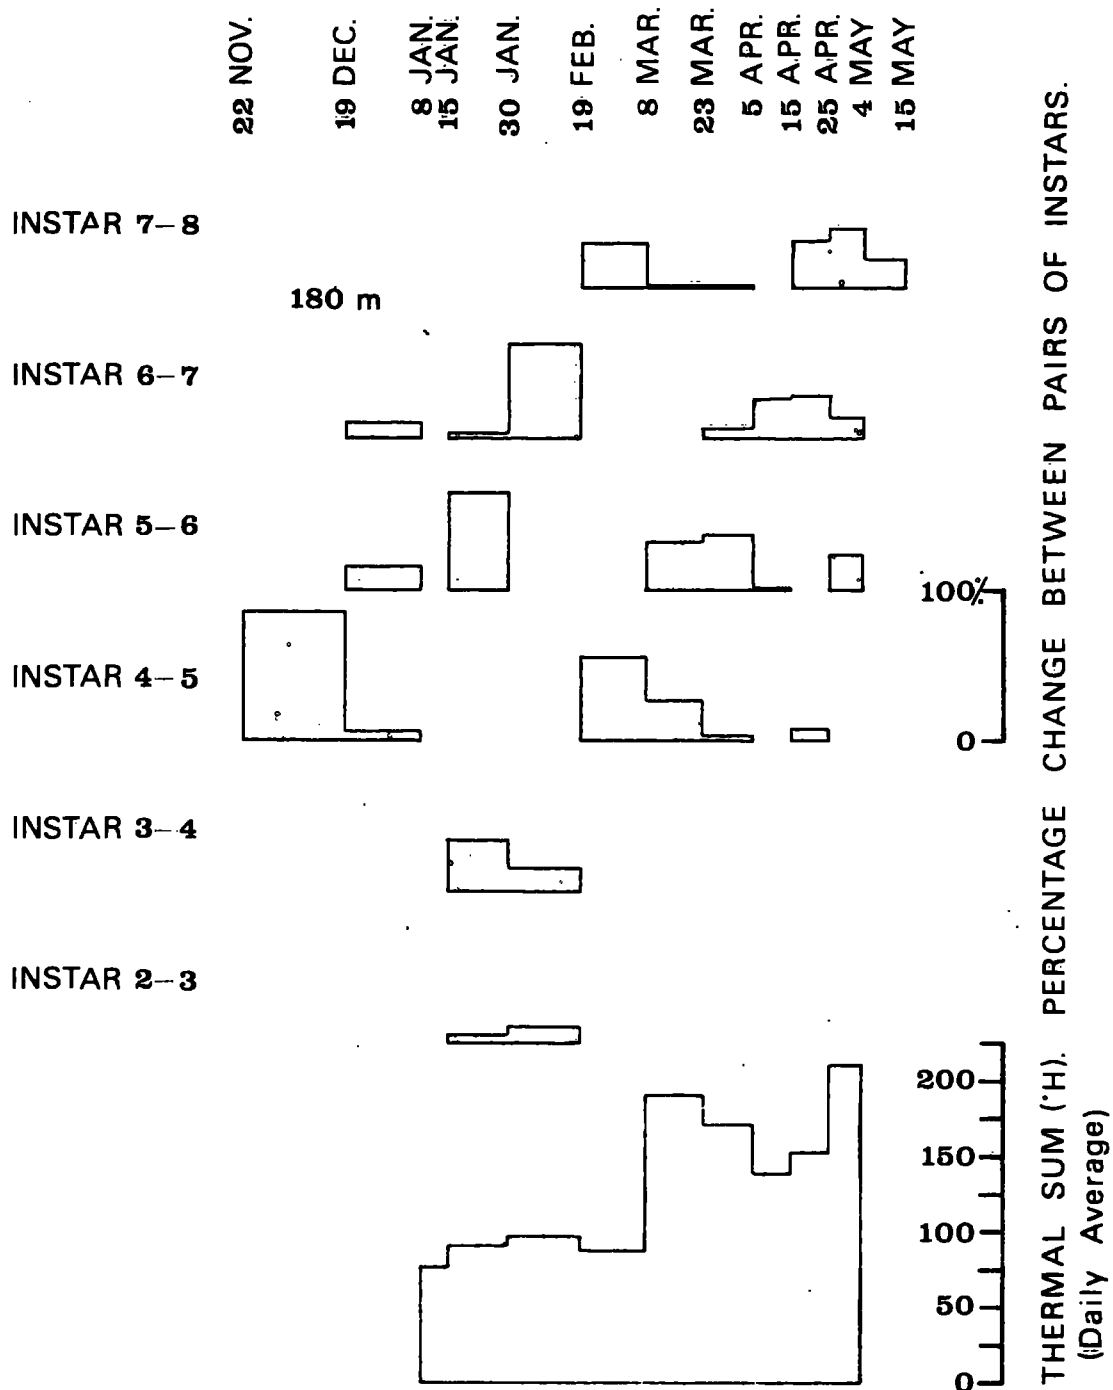 22 NOV.
19 DEC.
8 JAN.
15 JAN.
30 JAN.
19 FEB.
8 MAR.
23 MAR.
5 APR.
15 APR.
25 APR.
4 MAY
15 MAY
INSTAR 7–8
180 m
INSTAR 6–7
INSTAR 5–6
100%
INSTAR 4–5
0
INSTAR 3–4
INSTAR 2–3
200
150
100
50
0
PERCENTAGE CHANGE BETWEEN PAIRS OF INSTARS.
THERMAL SUM (°H).
(Daily Average)